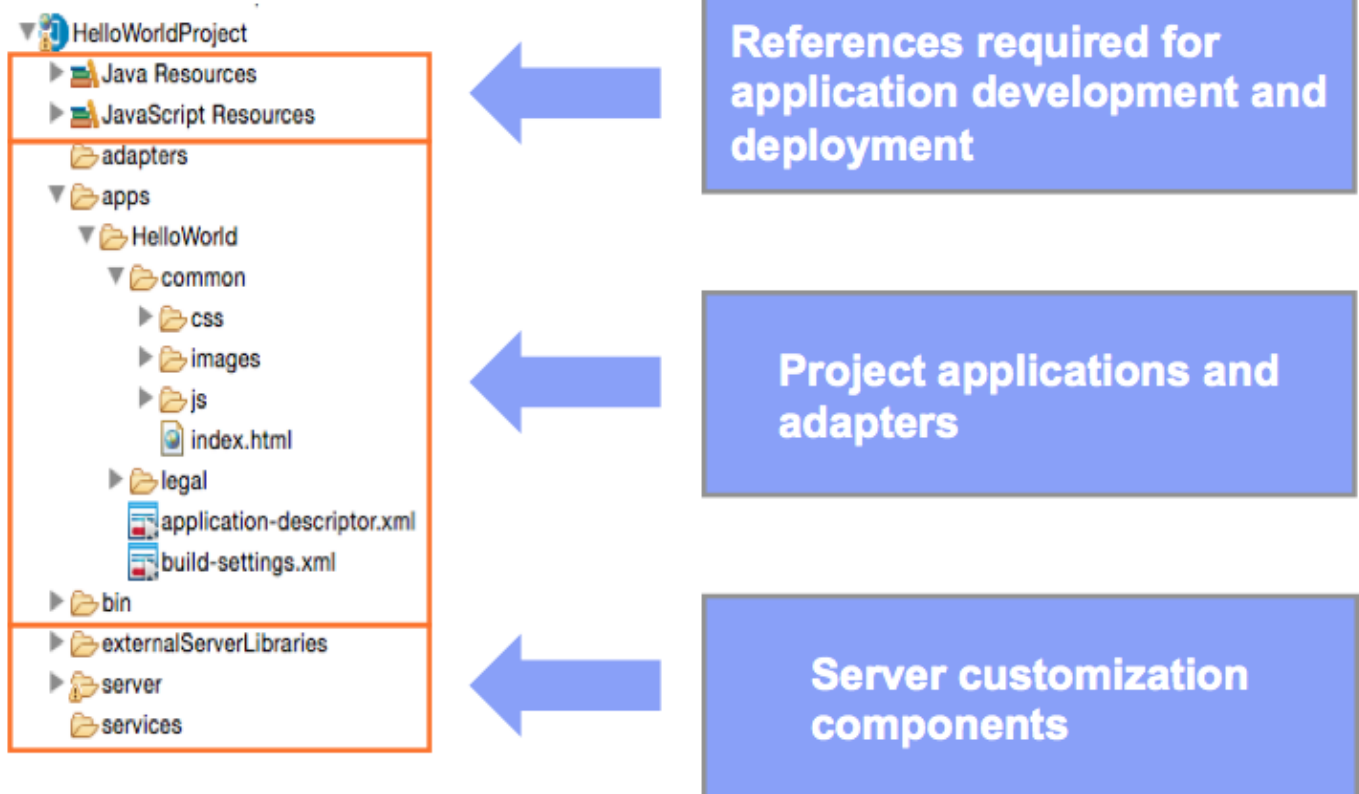 HelloWorldProject
Java Resources
JavaScript Resources
adapters
apps
HelloWorld
common
css
images
js
index.html
legal
application-descriptor.xml
build-settings.xml
bin
externalServerLibraries
server
services
References required for
application development and
deployment
Project applications and
adapters
Server customization
components